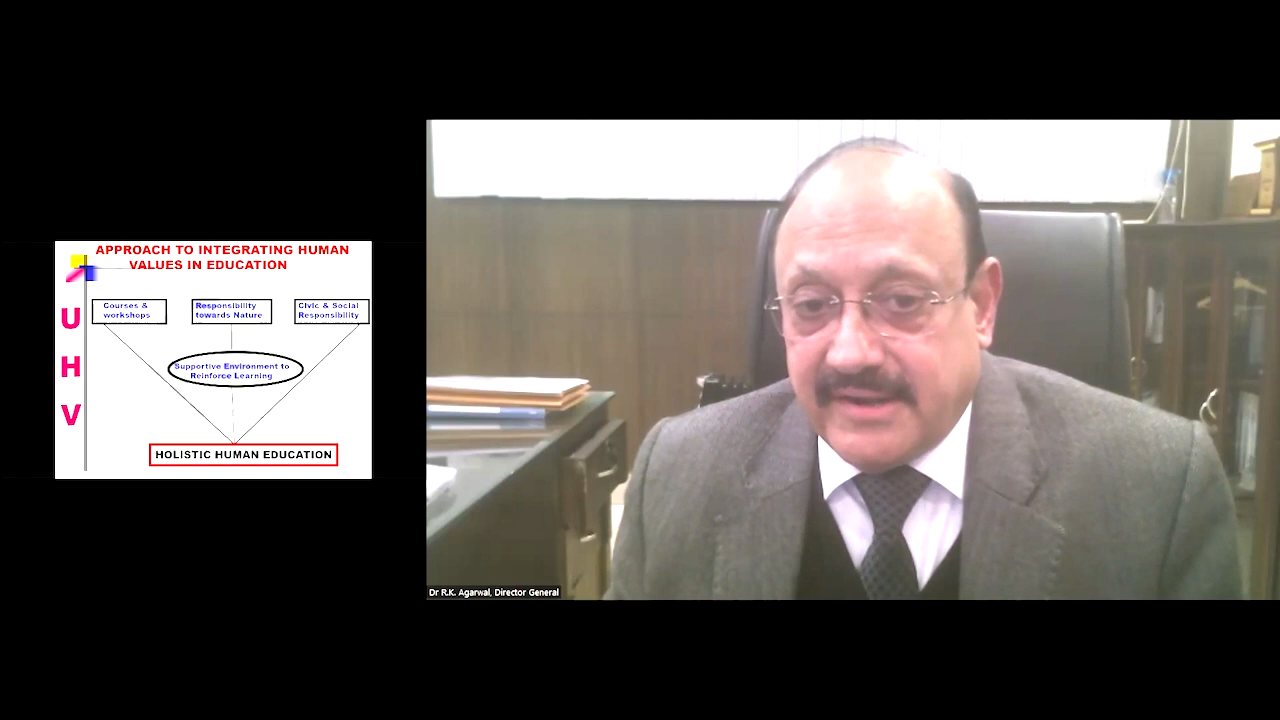 APPROACH TO INTEGRATING HUMAN
VALUES IN EDUCATION
U
H
V
Courses &
workshops
Responsibility
towards Nature
Civic & Social
Responsibility
Supportive Environment to
Reinforce Learning
HOLISTIC HUMAN EDUCATION
Dr R.K. Agarwal, Director General